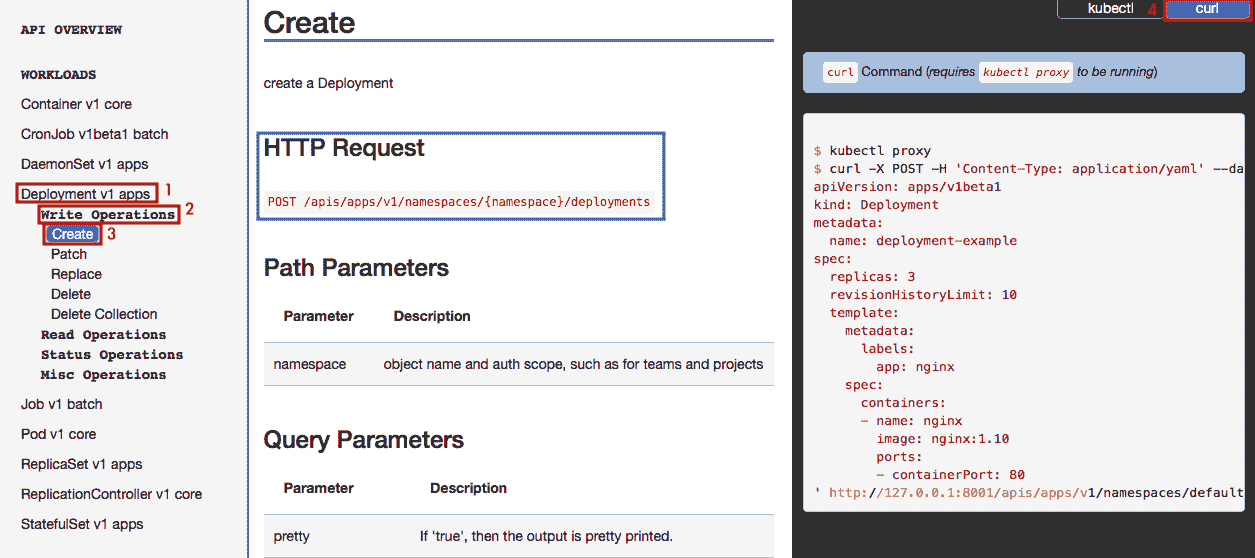 API OVERVIEW
WORKLOADS
Container v1 core
CronJob v1beta1 batch
DaemonSet v1 apps
Deployment v1 apps 1
Write Operations 2
Create 3
Patch
Replace
Delete
Delete Collection
Read Operations
Status Operations
Misc Operations
Job v1 batch
Pod v1 core
ReplicaSet v1 apps
ReplicationController v1 core
StatefulSet v1 apps
Create
create a Deployment
HTTP Request
POST /apis/apps/v1/namespaces/{namespace}/deployments
Path Parameters
Parameter Description
namespace object name and auth scope, such as for teams and projects
Query Parameters
Parameter Description
pretty If 'true', then the output is pretty printed.
kubectl 4 curl
curl Command (requires kubectl proxy to be running)
$ kubectl proxy
$ curl -X POST -H 'Content-Type: application/yaml' --da
apiVersion: apps/v1beta1
kind: Deployment
metadata:
  name: deployment-example
spec:
  replicas: 3
  revisionHistoryLimit: 10
  template:
    metadata:
      labels:
        app: nginx
    spec:
      containers:
      - name: nginx
        image: nginx:1.10
        ports:
        - containerPort: 80
' http://127.0.0.1:8001/apis/apps/v1/namespaces/default